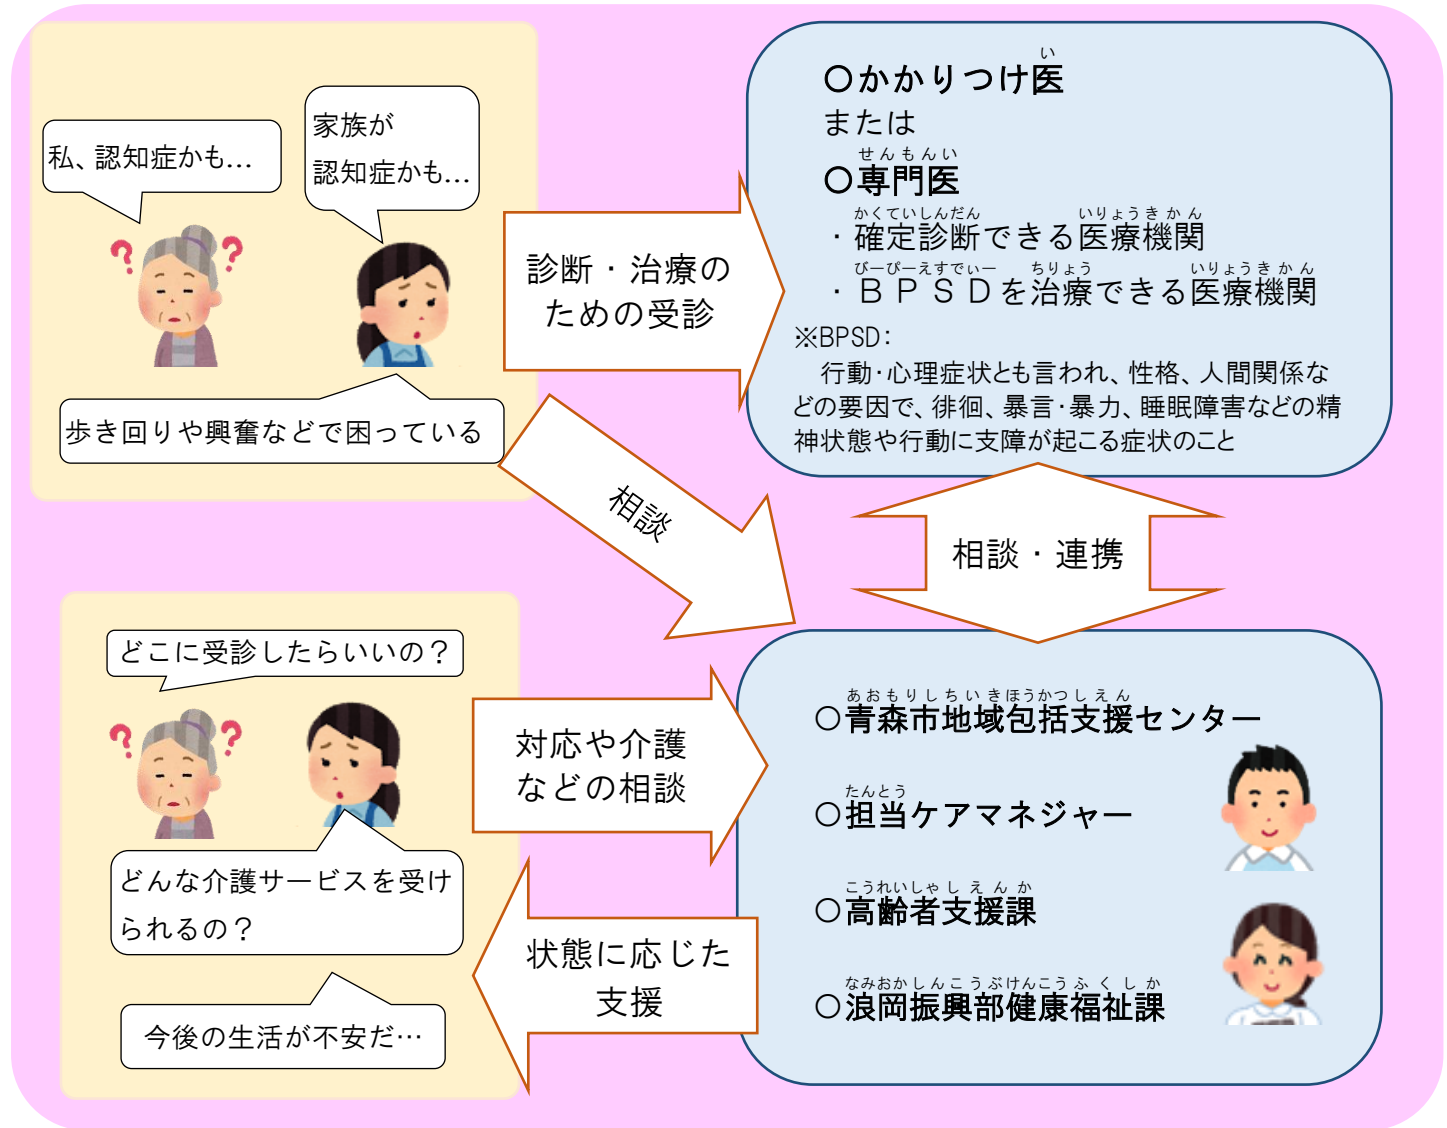 私、認知症かも…
家族が
認知症かも…
歩き回りや興奮などで困っている
診断・治療の
ための受診
い
○かかりつけ医
または
せんもんい
○専門医
かくていしんだん いりょうきかん
・確定診断できる医療機関
びーぴーえすでぃー ちりょう いりょうきかん
・ＢＰＳＤを治療できる医療機関
※BPSD：
行動・心理症状とも言われ、性格、人間関係な
どの要因で、徘徊、暴言・暴力、睡眠障害などの精
神状態や行動に支障が起こる症状のこと
相談
相談・連携
どこに受診したらいいの？
どんな介護サービスを受け
られるの？
今後の生活が不安だ…
対応や介護
などの相談
状態に応じた
支援
あおもりしちいきほうかつしえん
○青森市地域包括支援センター
たんとう
○担当ケアマネジャー
こうれいしゃしえんか
○高齢者支援課
なみおかしんこうぶけんこうふくしか
○浪岡振興部健康福祉課